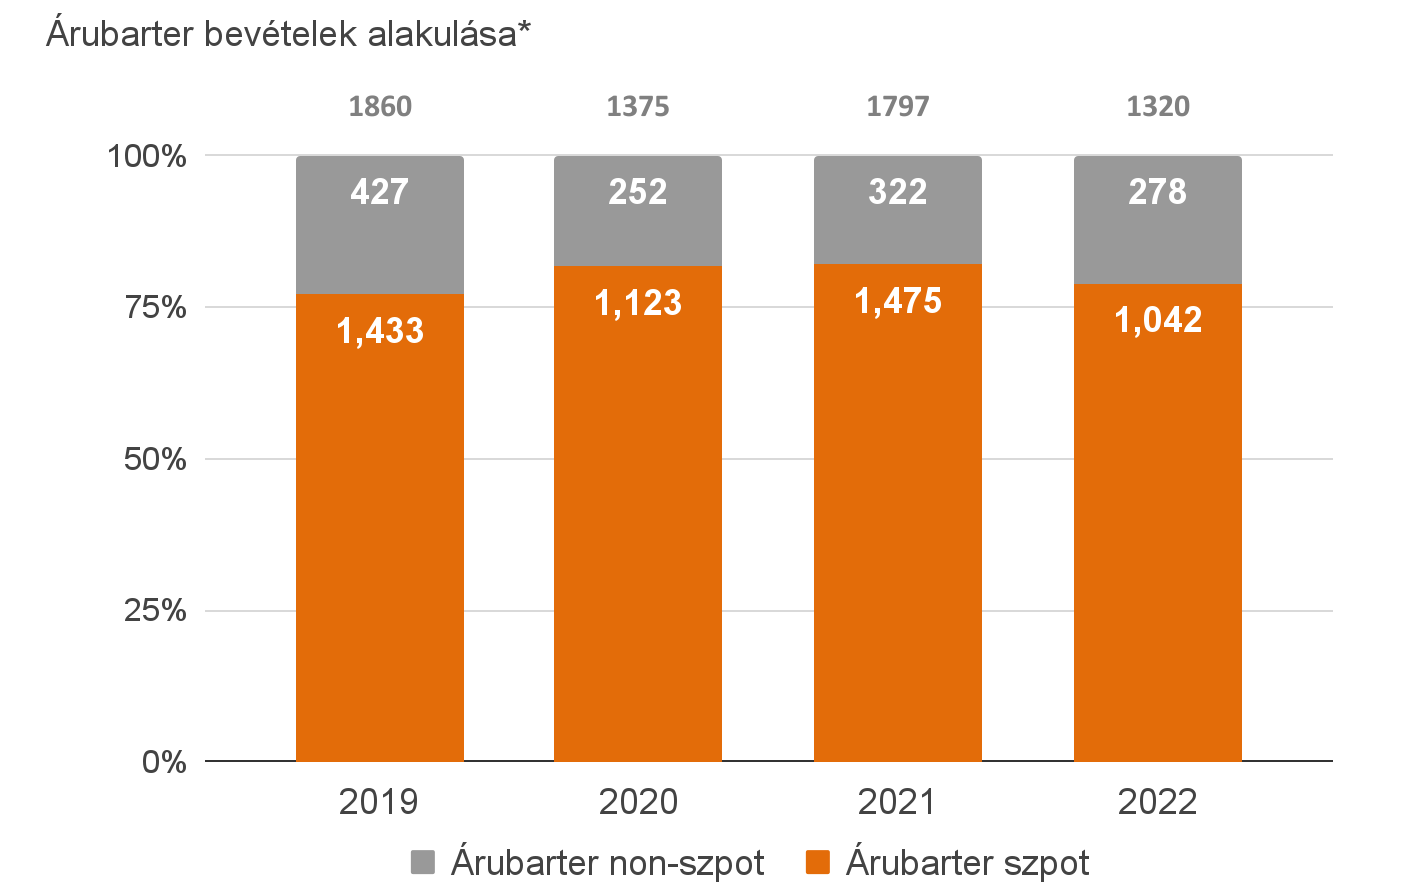 Árubarter bevételek alakulása*
1860 1375 1797 1320
100%
427 252 322 278
75%
1,433 1,123 1,475 1,042
50%
25%
0%
2019 2020 2021 2022
Árubarter non-szpot Árubarter szpot